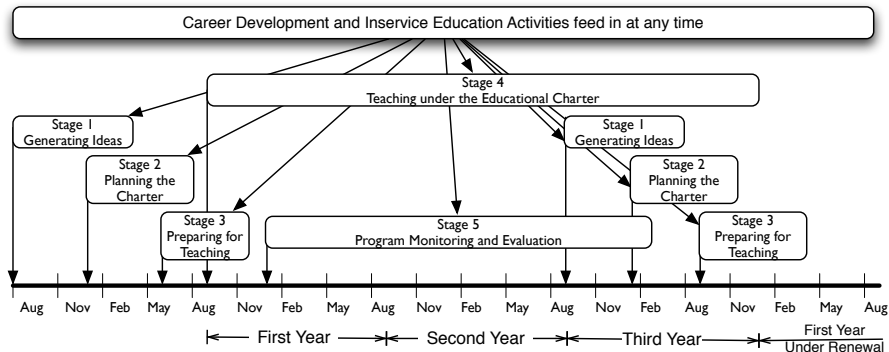 Career Development and Inservice Education Activities feed in at any time
Stage 4
Teaching under the Educational Charter
Stage 1
Generating Ideas
Stage 1
Generating Ideas
Stage 2
Planning the
Charter
Stage 2
Planning the
Charter
Stage 3
Preparing for
Teaching
Stage 5
Program Monitoring and Evaluation
Stage 3
Preparing for
Teaching
Aug Nov Feb May Aug Nov Feb May Aug Nov Feb May Aug Nov Feb May Aug Nov Feb May Aug
First Year Second Year Third Year First Year
Under Renewal